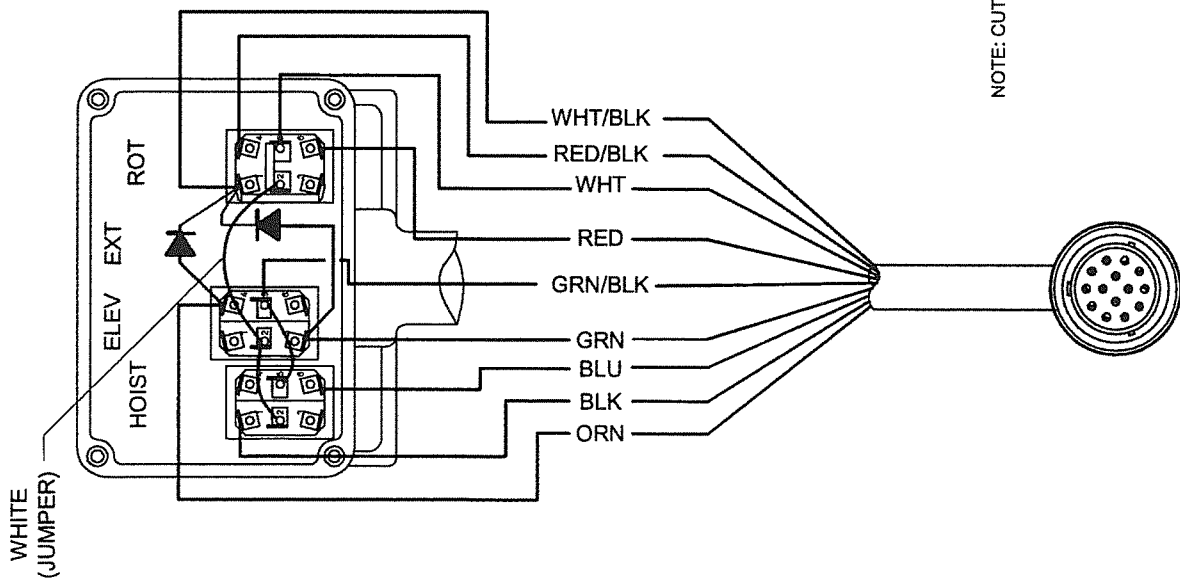 NOTE: CUT
ROT
EXT
ELEV
HOIST
WHITE
(JUMPER)
WHT/BLK
RED/BLK
WHT
RED
GRN/BLK
GRN
BLU
BLK
ORN